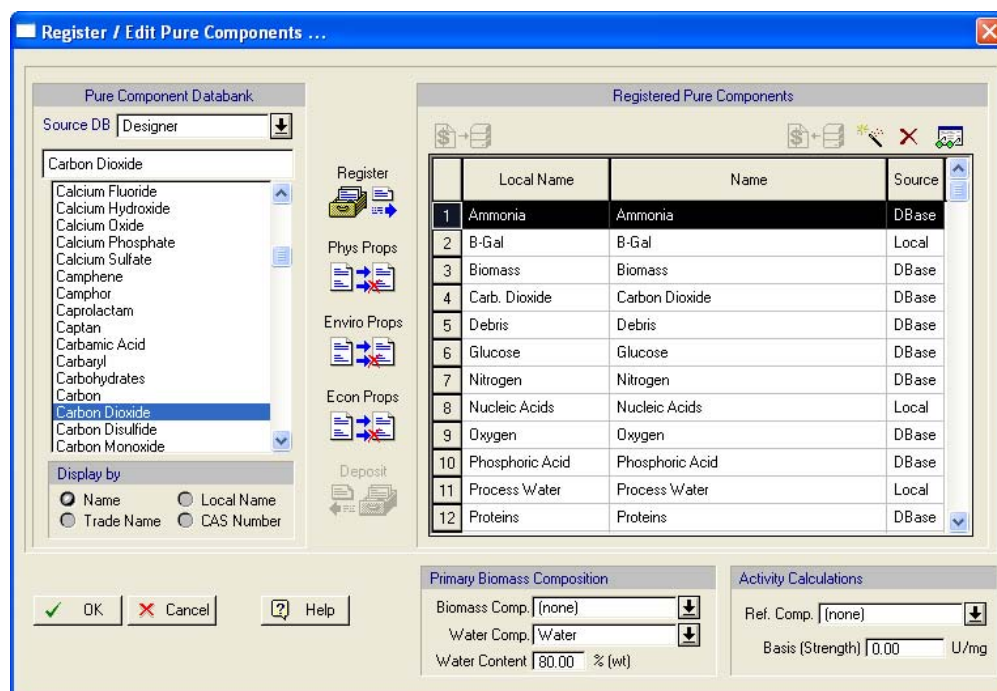 Register / Edit Pure Components ...
Pure Component Databank
Source DB Designer
Carbon Dioxide
Calcium Fluoride
Calcium Hydroxide
Calcium Oxide
Calcium Phosphate
Calcium Sulfate
Camphene
Camphor
Caprolactam
Captan
Carbamic Acid
Carbaryl
Carbohydrates
Carbon
Carbon Dioxide
Carbon Disulfide
Carbon Monoxide
Display by
Name Local Name
Trade Name CAS Number
Register
Phys Props
Enviro Props
Econ Props
Deposit
Registered Pure Components
Local Name Name Source
1 Ammonia Ammonia DBase
2 B-Gal B-Gal Local
3 Biomass Biomass DBase
4 Carb. Dioxide Carbon Dioxide DBase
5 Debris Debris DBase
6 Glucose Glucose DBase
7 Nitrogen Nitrogen DBase
8 Nucleic Acids Nucleic Acids Local
9 Oxygen Oxygen DBase
10 Phosphoric Acid Phosphoric Acid DBase
11 Process Water Process Water Local
12 Proteins Proteins DBase
OK Cancel Help
Primary Biomass Composition
Biomass Comp. (none)
Water Comp. Water
Water Content 80.00 % (wt)
Activity Calculations
Ref. Comp. (none)
Basis (Strength) 0.00 U/mg